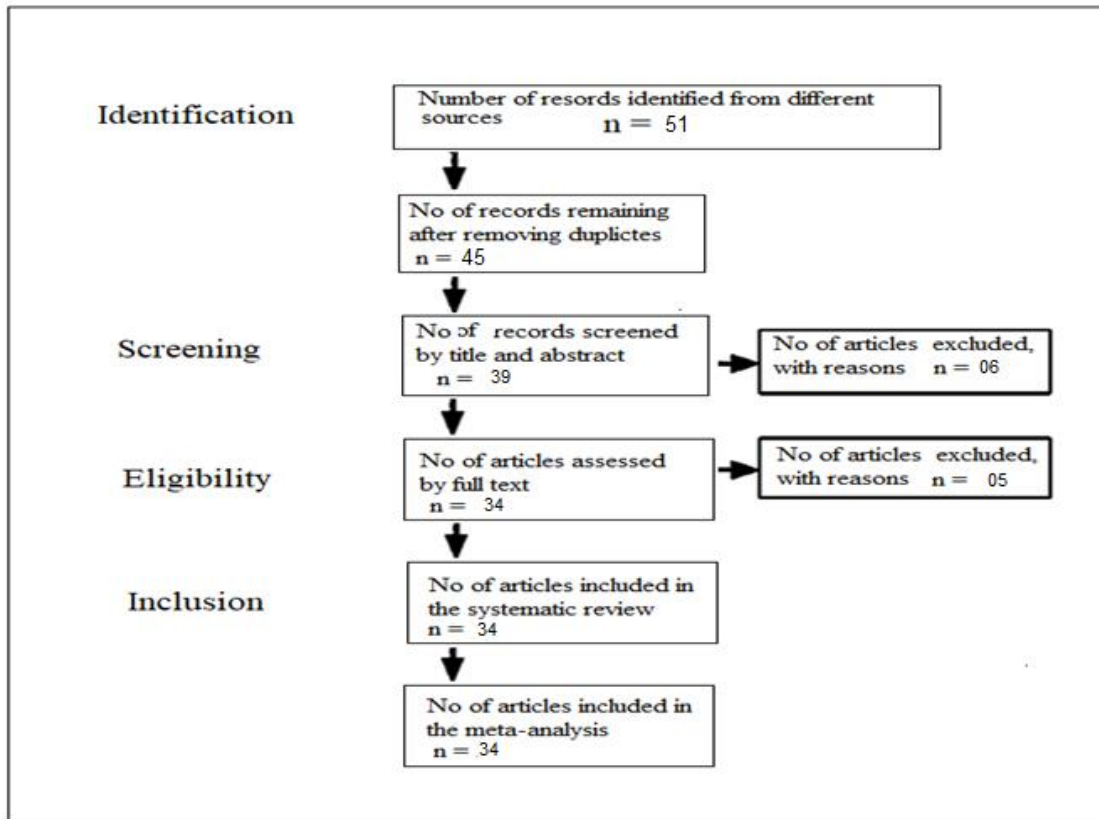 Identification
Number of resords identified from different
sources n = 51
No of records remaining
after removing duplictes
n = 45
Screening
No of records screened
by title and abstract
n = 39
No of articles excluded,
with reasons n = 06
Eligibility
No of articles assessed
by full text
n = 34
No of articles excluded,
with reasons n = 05
Inclusion
No of articles included in
the systematic review
n = 34
No of articles included in
the meta-analysis
n = 34